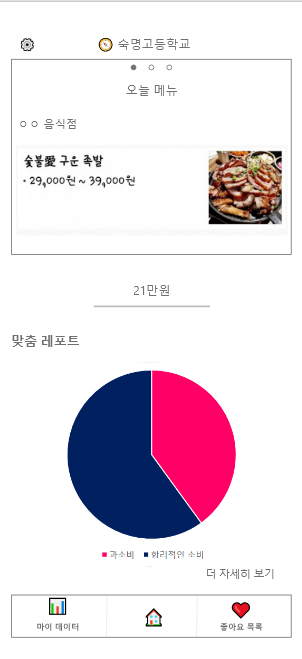 숙명고등학교
오늘 메뉴
ㅇㅇ 음식점
숯불愛 구운 족발
· 29,000원 ~ 39,000원
21만원
맞춤 레포트
과소비 합리적인 소비
더 자세히 보기
마이 데이터
좋아요 목록